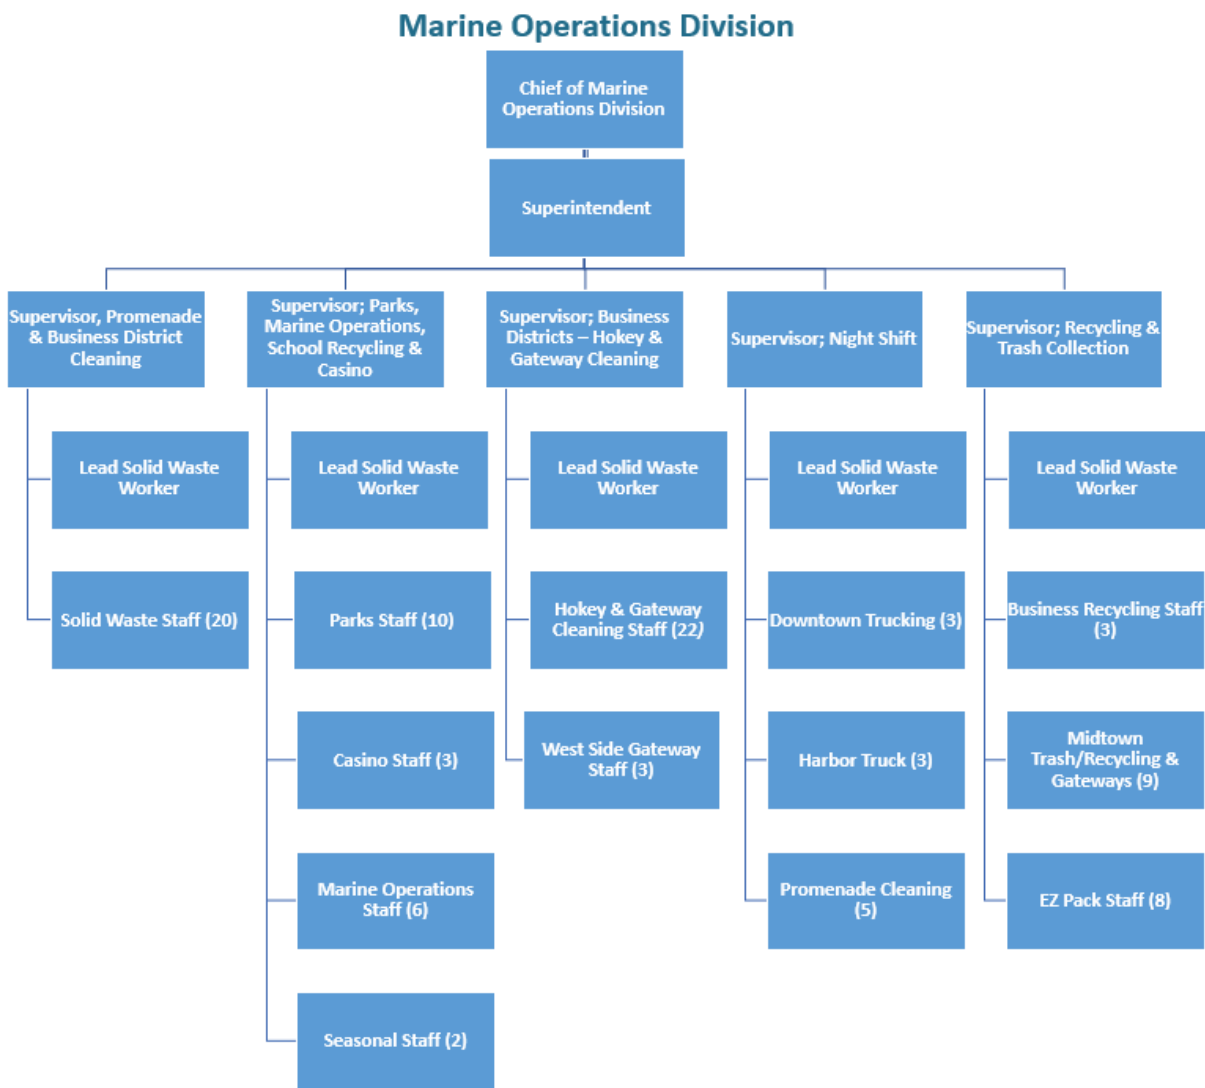 Marine Operations Division
Chief of Marine
Operations Division
Superintendent
Supervisor, Promenade
& Business District
Cleaning
Supervisor; Parks,
Marine Operations,
School Recycling &
Casino
Supervisor; Business
Districts – Hokey &
Gateway Cleaning
Supervisor; Night Shift
Supervisor; Recycling &
Trash Collection
Lead Solid Waste
Worker
Lead Solid Waste
Worker
Lead Solid Waste
Worker
Lead Solid Waste
Worker
Lead Solid Waste
Worker
Solid Waste Staff (20)
Parks Staff (10)
Hokey & Gateway
Cleaning Staff (22)
Downtown Trucking (3)
Business Recycling Staff
(3)
Casino Staff (3)
West Side Gateway
Staff (3)
Harbor Truck (3)
Midtown
Trash/Recycling &
Gateways (9)
Marine Operations
Staff (6)
Promenade Cleaning
(5)
EZ Pack Staff (8)
Seasonal Staff (2)